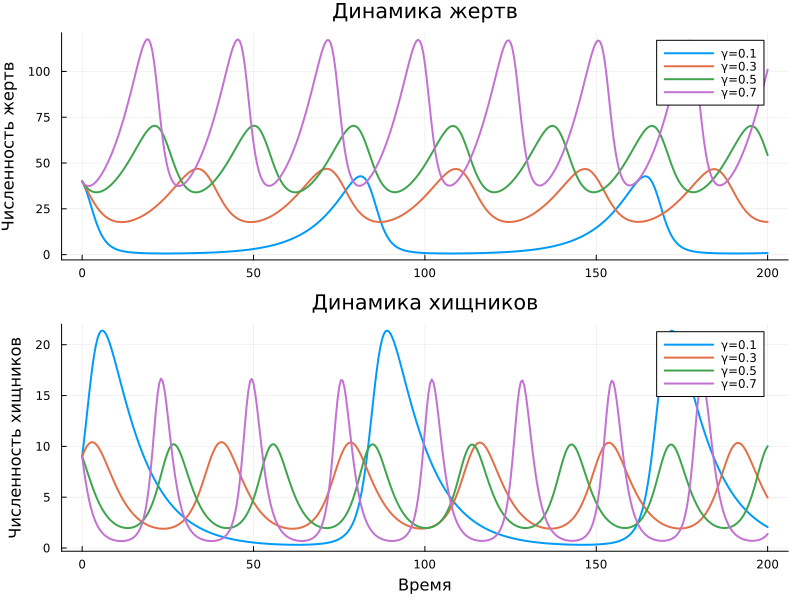 Динамика жертв
Численность жертв
100
75
50
25
0
γ=0.1
γ=0.3
γ=0.5
γ=0.7
0 50 100 150 200
Динамика хищников
Численность хищников
20
15
10
5
0
γ=0.1
γ=0.3
γ=0.5
γ=0.7
0 50 100 150 200
Время